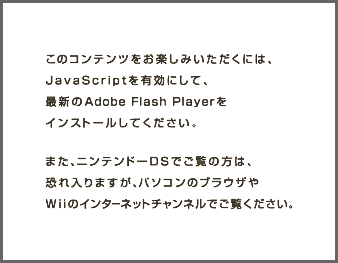 このコンテンツをお楽しみいただくには、
JavaScriptを有効にして、
最新のAdobe Flash Playerを
インストールしてください。
また、ニンテンドーDSでご覧の方は、
恐れ入りますが、パソコンのブラウザや
Wiiのインターネットチャンネルでご覧ください。